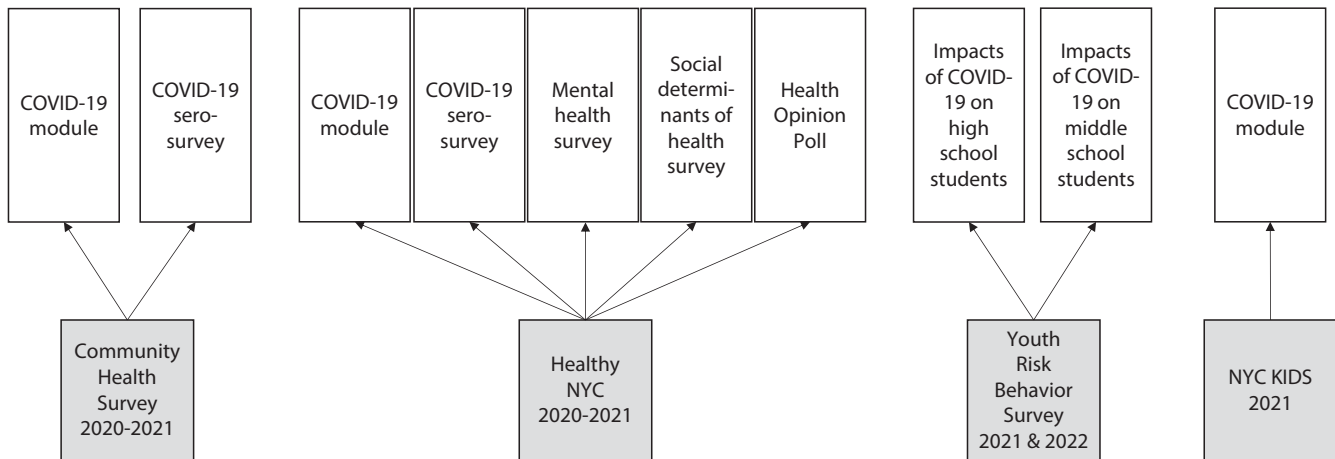 COVID-19
module
COVID-19
sero-
survey
COVID-19
module
COVID-19
sero-
survey
Mental
health
survey
Social
determi-
nants of
health
survey
Health
Opinion
Poll
Impacts
of COVID-
19 on
high
school
students
Impacts
of COVID-
19 on
middle
school
students
COVID-19
module
Community
Health
Survey
2020-2021
Healthy
NYC
2020-2021
Youth
Risk
Behavior
Survey
2021 & 2022
NYC KIDS
2021